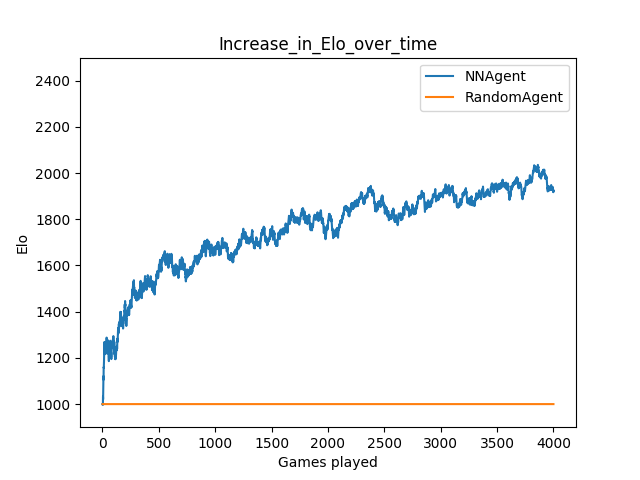 Increase_in_Elo_over_time
NNAgent
RandomAgent
2400
2200
2000
1800
1600
1400
1200
1000
Elo
0 500 1000 1500 2000 2500 3000 3500 4000
Games played